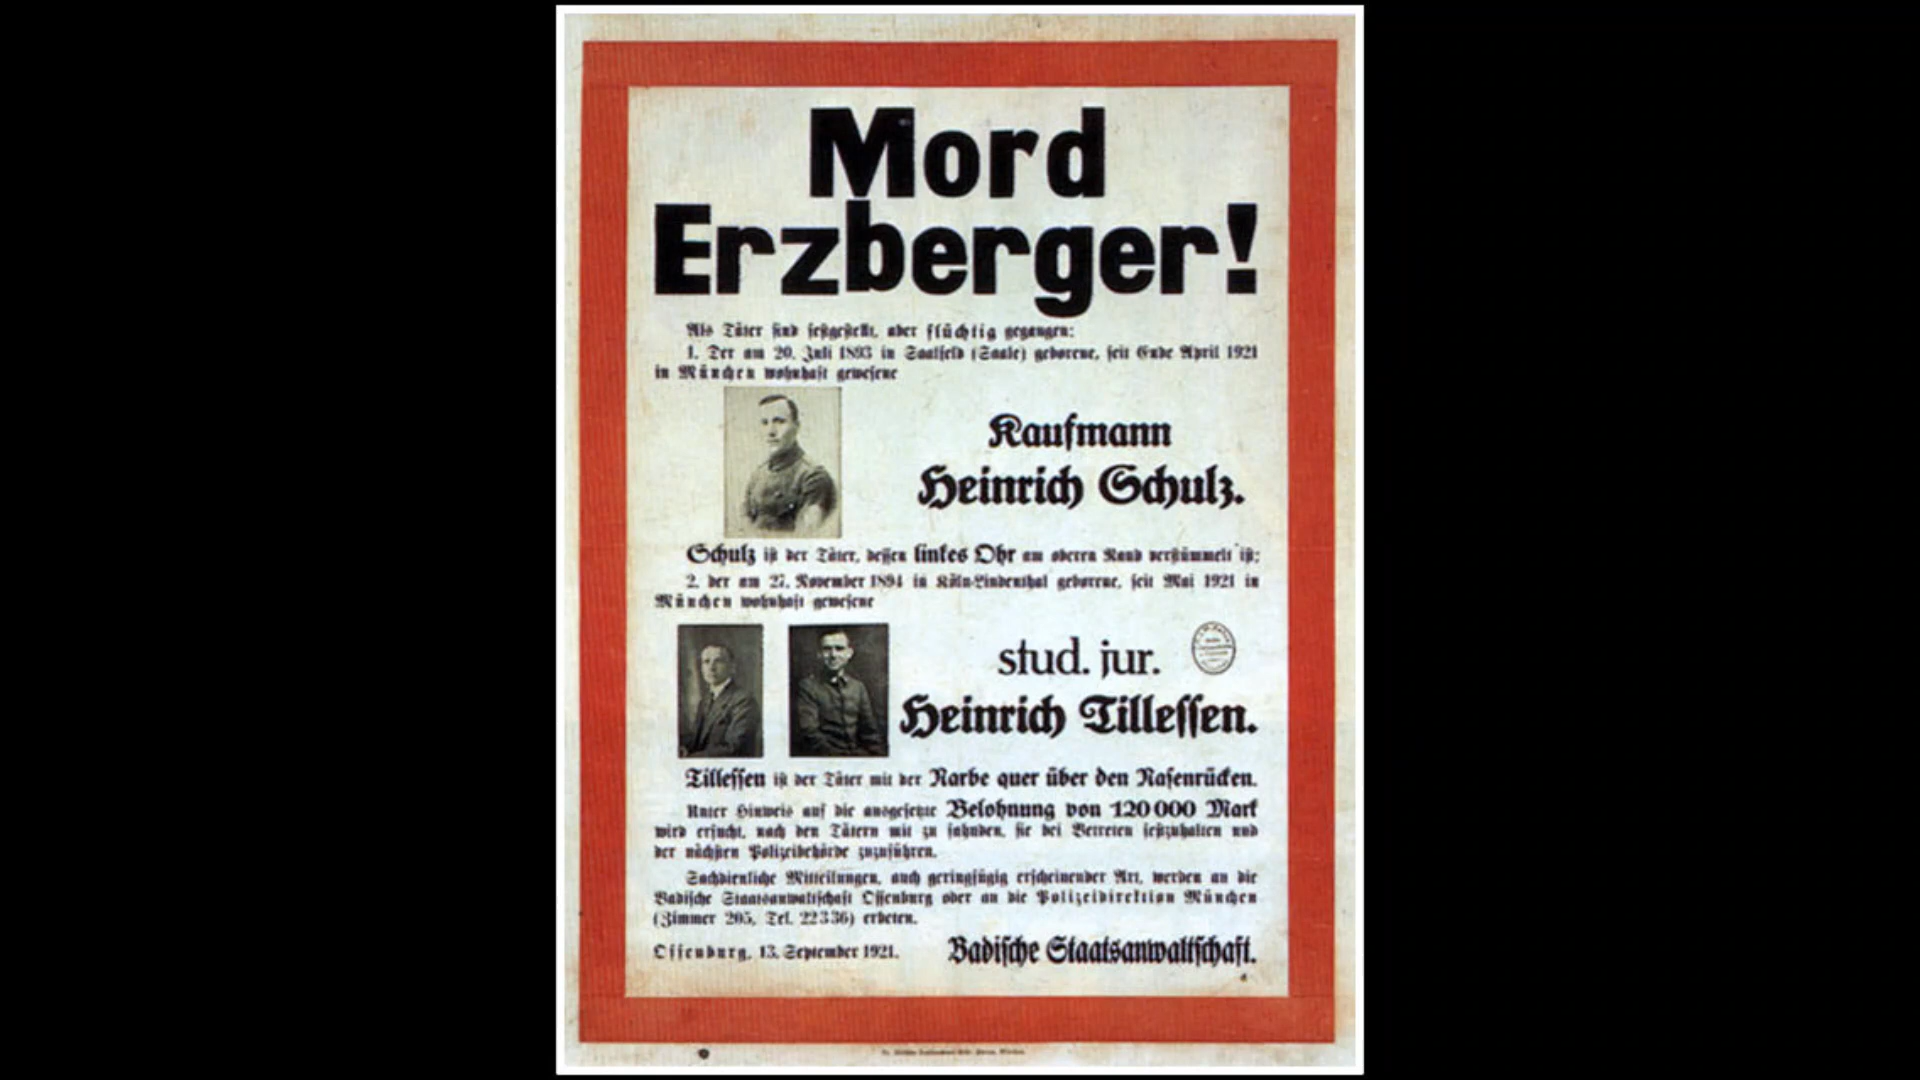 Mord
Erzberger!
Als Täter sind festgestellt, aber flüchtig gegangen:
1. Der am 20. Juli 1893 in Saalfeld (Saale) geborene, seit Ende April 1921
in München wohnhaft gewesene
Kaufmann
Heinrich Schulz.
Schulz ist der Täter, dessen linkes Ohr am oberen Rand verstümmelt ist;
2. der am 27. November 1894 in Köln-Lindenthal geborene, seit Mai 1921 in
München wohnhaft gewesene
stud. jur.
Heinrich Tillessen.
Tillessen ist der Täter mit der Narbe quer über den Nasenrücken.
Unter Hinweis auf die ausgesetzte Belohnung von 120 000 Mark
wird ersucht, nach den Tätern mit zu fahnden, sie bei Betreten festzuhalten und
der nächsten Polizeibehörde zuzuführen.
Sachdienliche Mitteilungen, auch geringfügig erscheinender Art, werden an die
Badische Staatsanwaltschaft Offenburg oder an die Polizeidirektion München
(Zimmer 205, Tel. 22336) erbeten.
Offenburg, 13. September 1921.
Badische Staatsanwaltschaft.